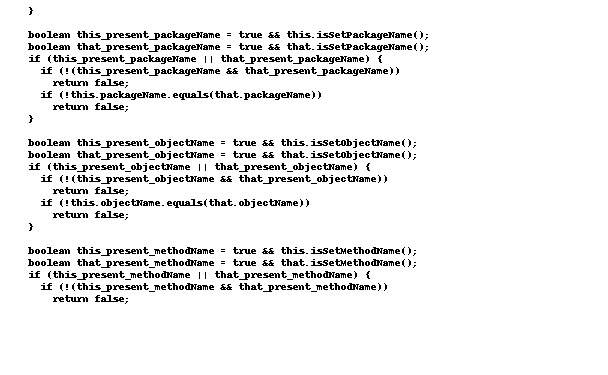 }
boolean this_present_packageName = true && this.isSetPackageName();
boolean that_present_packageName = true && that.isSetPackageName();
if (this_present_packageName || that_present_packageName) {
if (!(this_present_packageName && that_present_packageName))
return false;
if (!this.packageName.equals(that.packageName))
return false;
}
boolean this_present_objectName = true && this.isSetObjectName();
boolean that_present_objectName = true && that.isSetObjectName();
if (this_present_objectName || that_present_objectName) {
if (!(this_present_objectName && that_present_objectName))
return false;
if (!this.objectName.equals(that.objectName))
return false;
}
boolean this_present_methodName = true && this.isSetMethodName();
boolean that_present_methodName = true && that.isSetMethodName();
if (this_present_methodName || that_present_methodName) {
if (!(this_present_methodName && that_present_methodName))
return false;